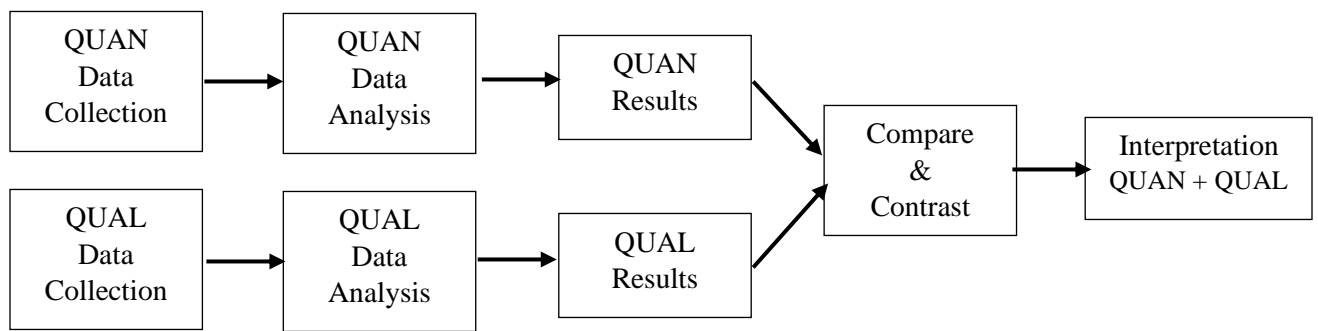 QUAN
Data
Collection
QUAN
Data
Analysis
QUAN
Results
QUAL
Data
Collection
QUAL
Data
Analysis
QUAL
Results
Compare
&
Contrast
Interpretation
QUAN + QUAL